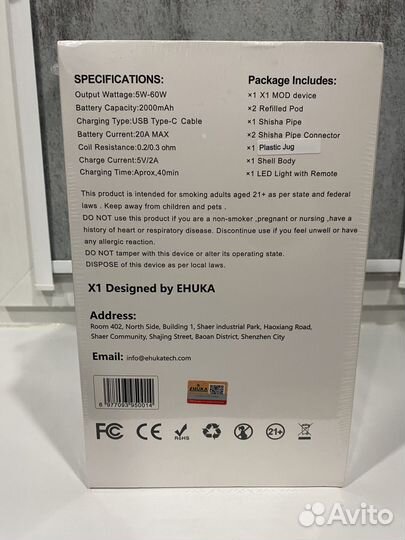 SPECIFICATIONS:
Output Wattage:5W-60W
Battery Capacity:2000mAh
Charging Type:USB Type-C Cable
Battery Current:20A MAX
Coil Resistance:0.2/0.3 ohm
Charge Current:5V/2A
Charging Time:Aprox,40min
Package Includes:
×1 X1 MOD device
×2 Refilled Pod
×1 Shisha Pipe
×2 Shisha Pipe Connector
×1 Plastic Jug
×1 Shell Body
×1 LED Light with Remote
This product is intended for smoking adults aged 21+ as per state and federal
laws . Keep away from children and pets .
DO NOT use this product if you are a non-smoker ,pregnant or nursing ,have a
history of heart or respiratory disease. Discontinue use if you feel unwell or have
any allergic reaction.
DO NOT tamper with this device or alter its operating state.
DISPOSE of this device as per local laws.
X1 Designed by EHUKA
Address:
Room 402, North Side, Building 1, Shaer industrial Park, Haoxiang Road,
Shaer Community, Shajing Street, Baoan District, Shenzhen City
Email: info@ehukatech.com
6 977093 950014
EHUKA
FC CE RoHS 21+
Avito